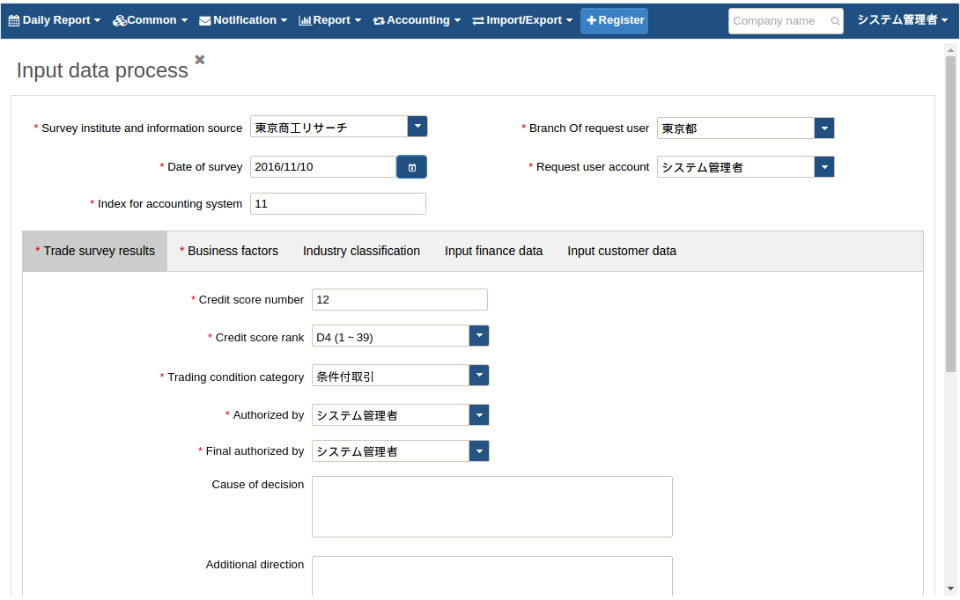 Daily Report Common Notification Report Accounting Import/Export Register Company name システム管理者
Input data process
* Survey institute and information source 東京商工リサーチ * Branch Of request user 東京都
* Date of survey 2016/11/10 * Request user account システム管理者
* Index for accounting system 11
* Trade survey results * Business factors Industry classification Input finance data Input customer data
* Credit score number 12
* Credit score rank D4 (1 ~ 39)
* Trading condition category 条件付取引
* Authorized by システム管理者
* Final authorized by システム管理者
Cause of decision
Additional direction